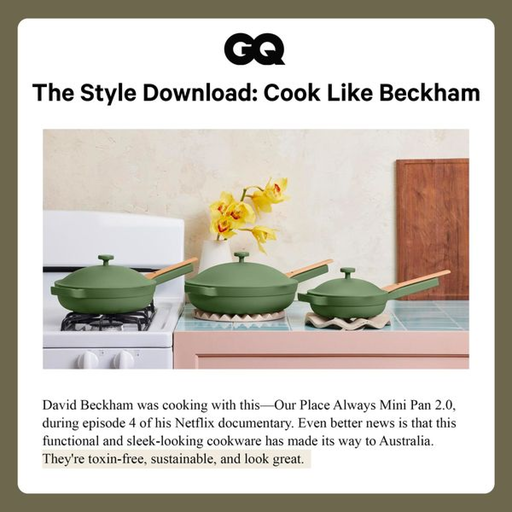 GQ
The Style Download: Cook Like Beckham
David Beckham was cooking with this—Our Place Always Mini Pan 2.0,
during episode 4 of his Netflix documentary. Even better news is that this
functional and sleek-looking cookware has made its way to Australia.
They're toxin-free, sustainable, and look great.